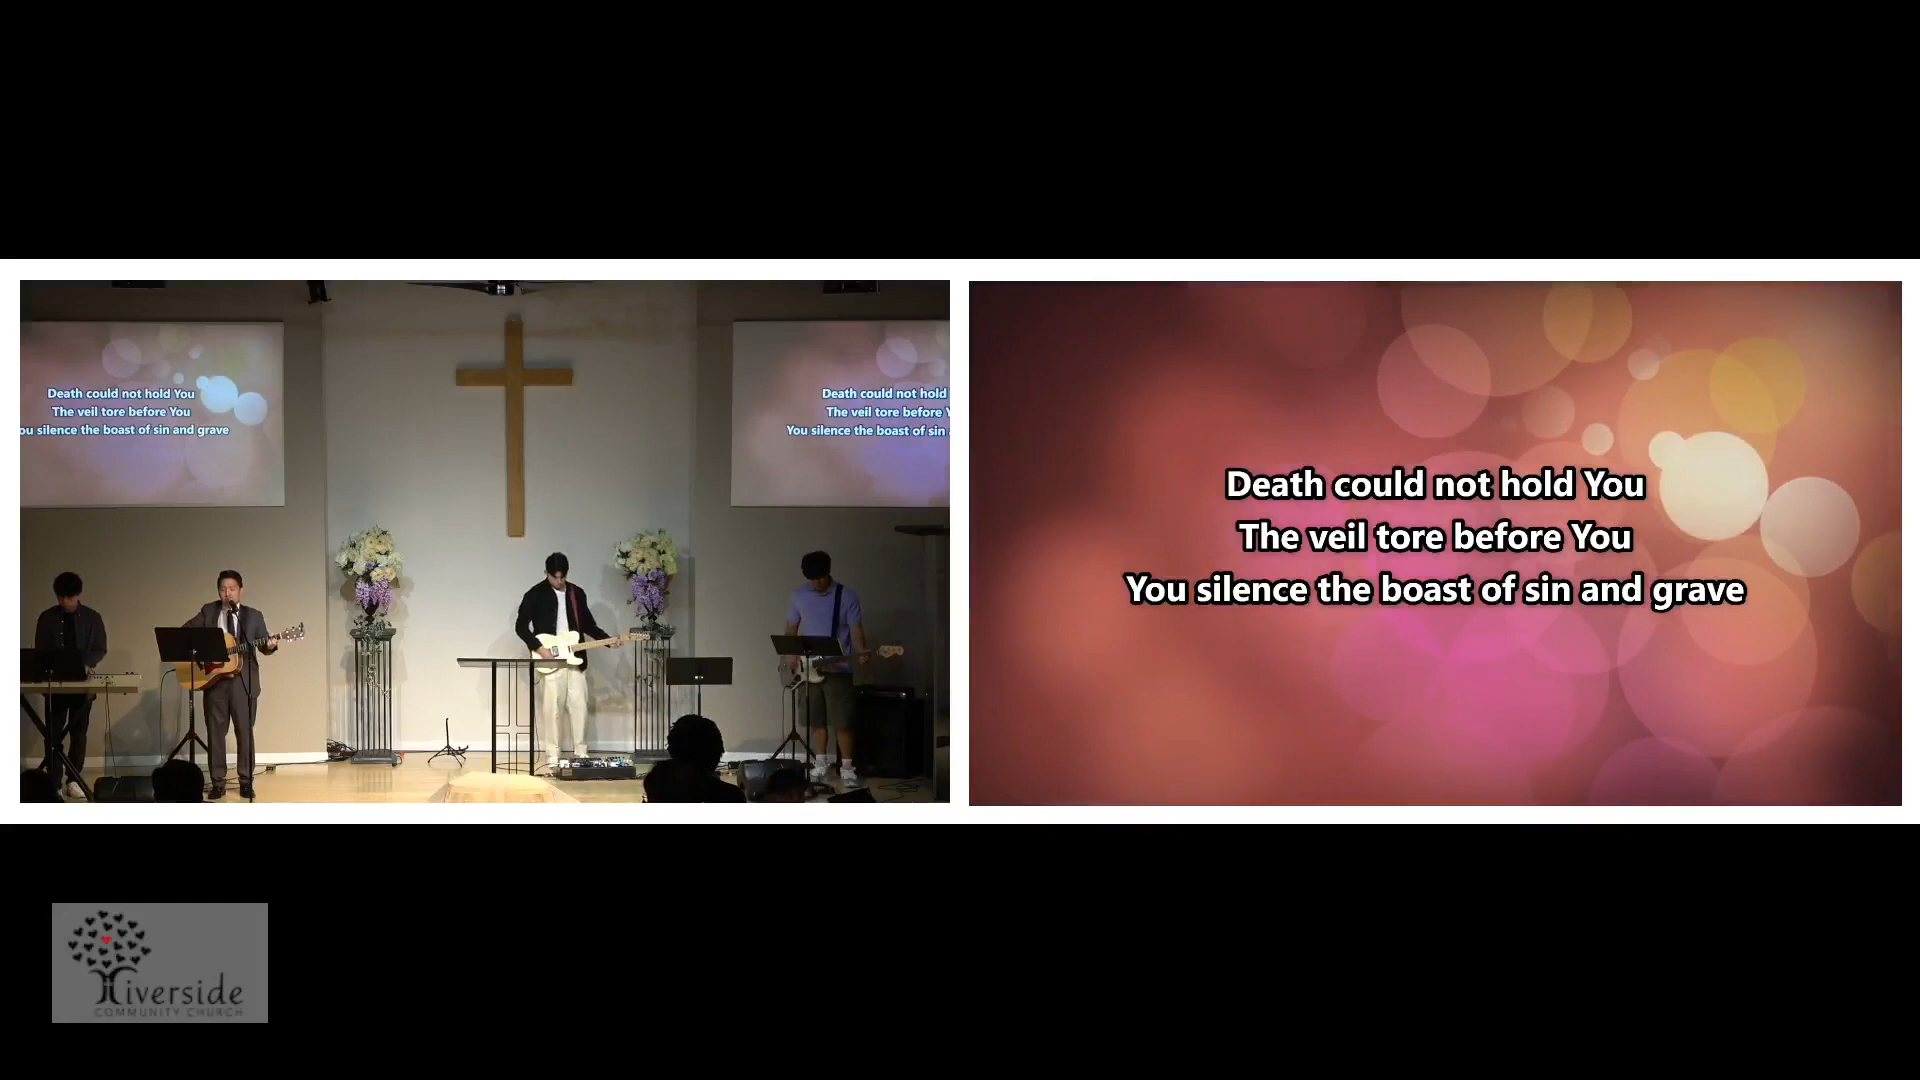 Death could not hold You
The veil tore before You
ou silence the boast of sin and grave
Death could not hold
The veil tore before Y
You silence the boast of sin
Death could not hold You
The veil tore before You
You silence the boast of sin and grave
Riverside
COMMUNITY CHURCH